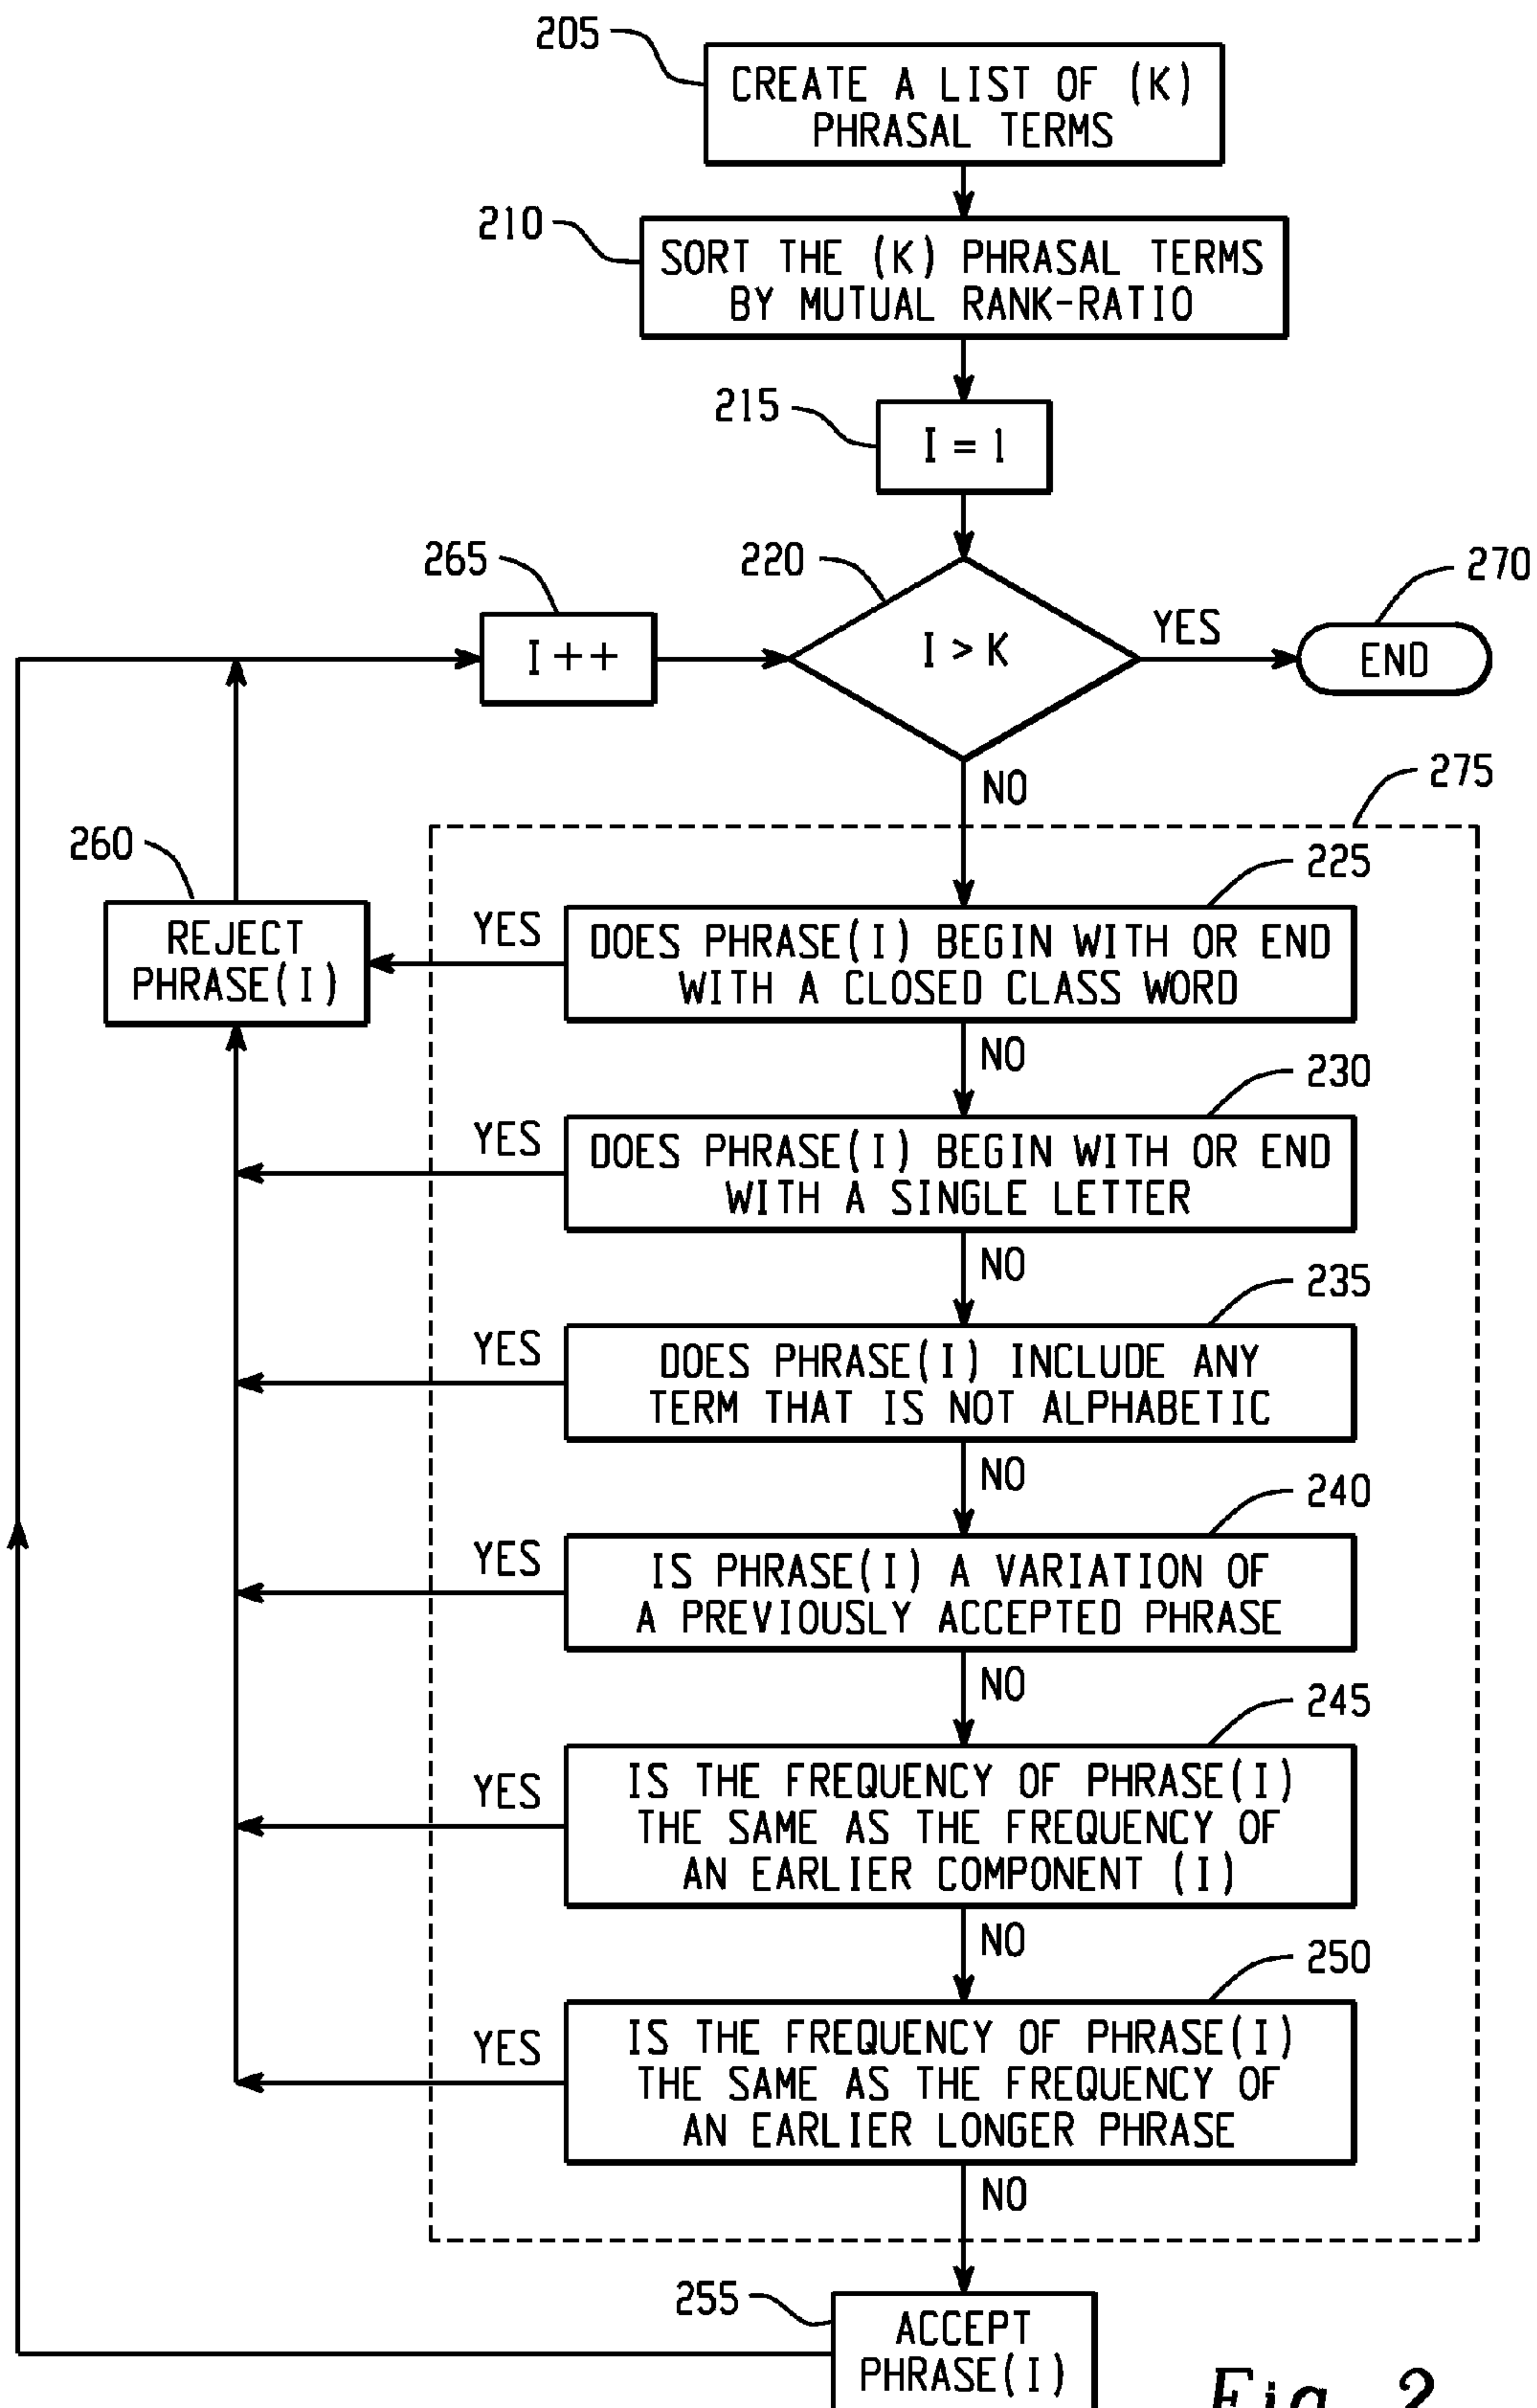 205
CREATE A LIST OF (K)
PHRASAL TERMS
210
SORT THE (K) PHRASAL TERMS
BY MUTUAL RANK-RATIO
215
I = 1
265
220
270
I ++
I > K
YES
END
NO
275
260
225
REJECT
PHRASE(I)
YES
DOES PHRASE(I) BEGIN WITH OR END
WITH A CLOSED CLASS WORD
NO
230
YES
DOES PHRASE(I) BEGIN WITH OR END
WITH A SINGLE LETTER
NO
235
YES
DOES PHRASE(I) INCLUDE ANY
TERM THAT IS NOT ALPHABETIC
NO
240
YES
IS PHRASE(I) A VARIATION OF
A PREVIOUSLY ACCEPTED PHRASE
NO
245
YES
IS THE FREQUENCY OF PHRASE(I)
THE SAME AS THE FREQUENCY OF
AN EARLIER COMPONENT (I)
NO
250
YES
IS THE FREQUENCY OF PHRASE(I)
THE SAME AS THE FREQUENCY OF
AN EARLIER LONGER PHRASE
NO
255
ACCEPT
PHRASE(I)
Fig. 2